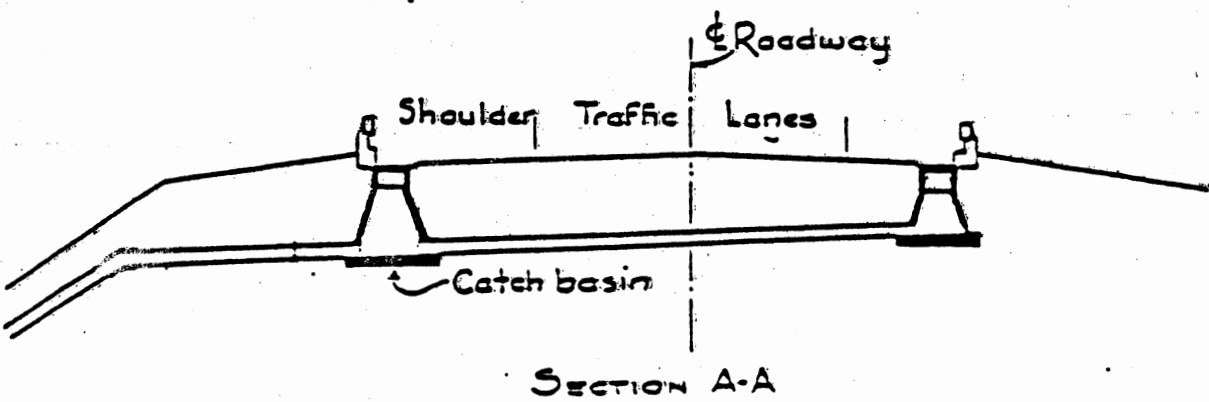 ℄ Roadway
Shoulder Traffic Lanes
Catch basin
SECTION A-A